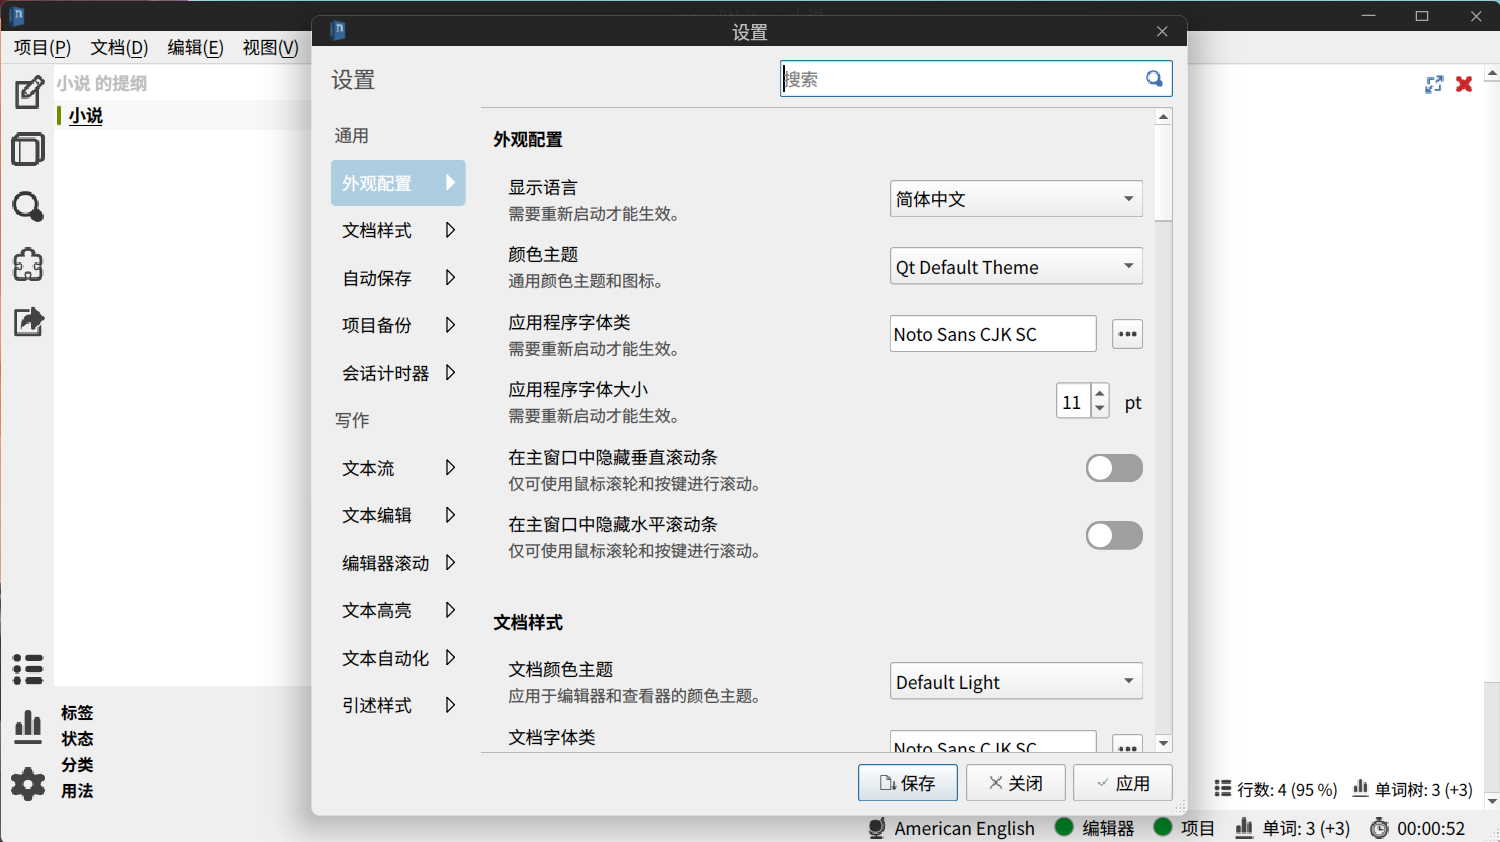 设置
项目(P) 文档(D) 编辑(E) 视图(V)
小说 的提纲
小说
设置
搜索
通用
外观配置
文档样式
自动保存
项目备份
会话计时器
写作
文本流
文本编辑
编辑器滚动
文本高亮
文本自动化
引述样式
外观配置
显示语言
需要重新启动才能生效。
简体中文
颜色主题
通用颜色主题和图标。
Qt Default Theme
应用程序字体类
需要重新启动才能生效。
Noto Sans CJK SC
应用程序字体大小
需要重新启动才能生效。
11 pt
在主窗口中隐藏垂直滚动条
仅可使用鼠标滚轮和按键进行滚动。
在主窗口中隐藏水平滚动条
仅可使用鼠标滚轮和按键进行滚动。
文档样式
文档颜色主题
应用于编辑器和查看器的颜色主题。
Default Light
文档字体类
Noto Sans CJK SC
保存 关闭 应用
标签
状态
分类
用法
行数: 4 (95 %) 单词树: 3 (+3)
American English 编辑器 项目 单词: 3 (+3) 00:00:52